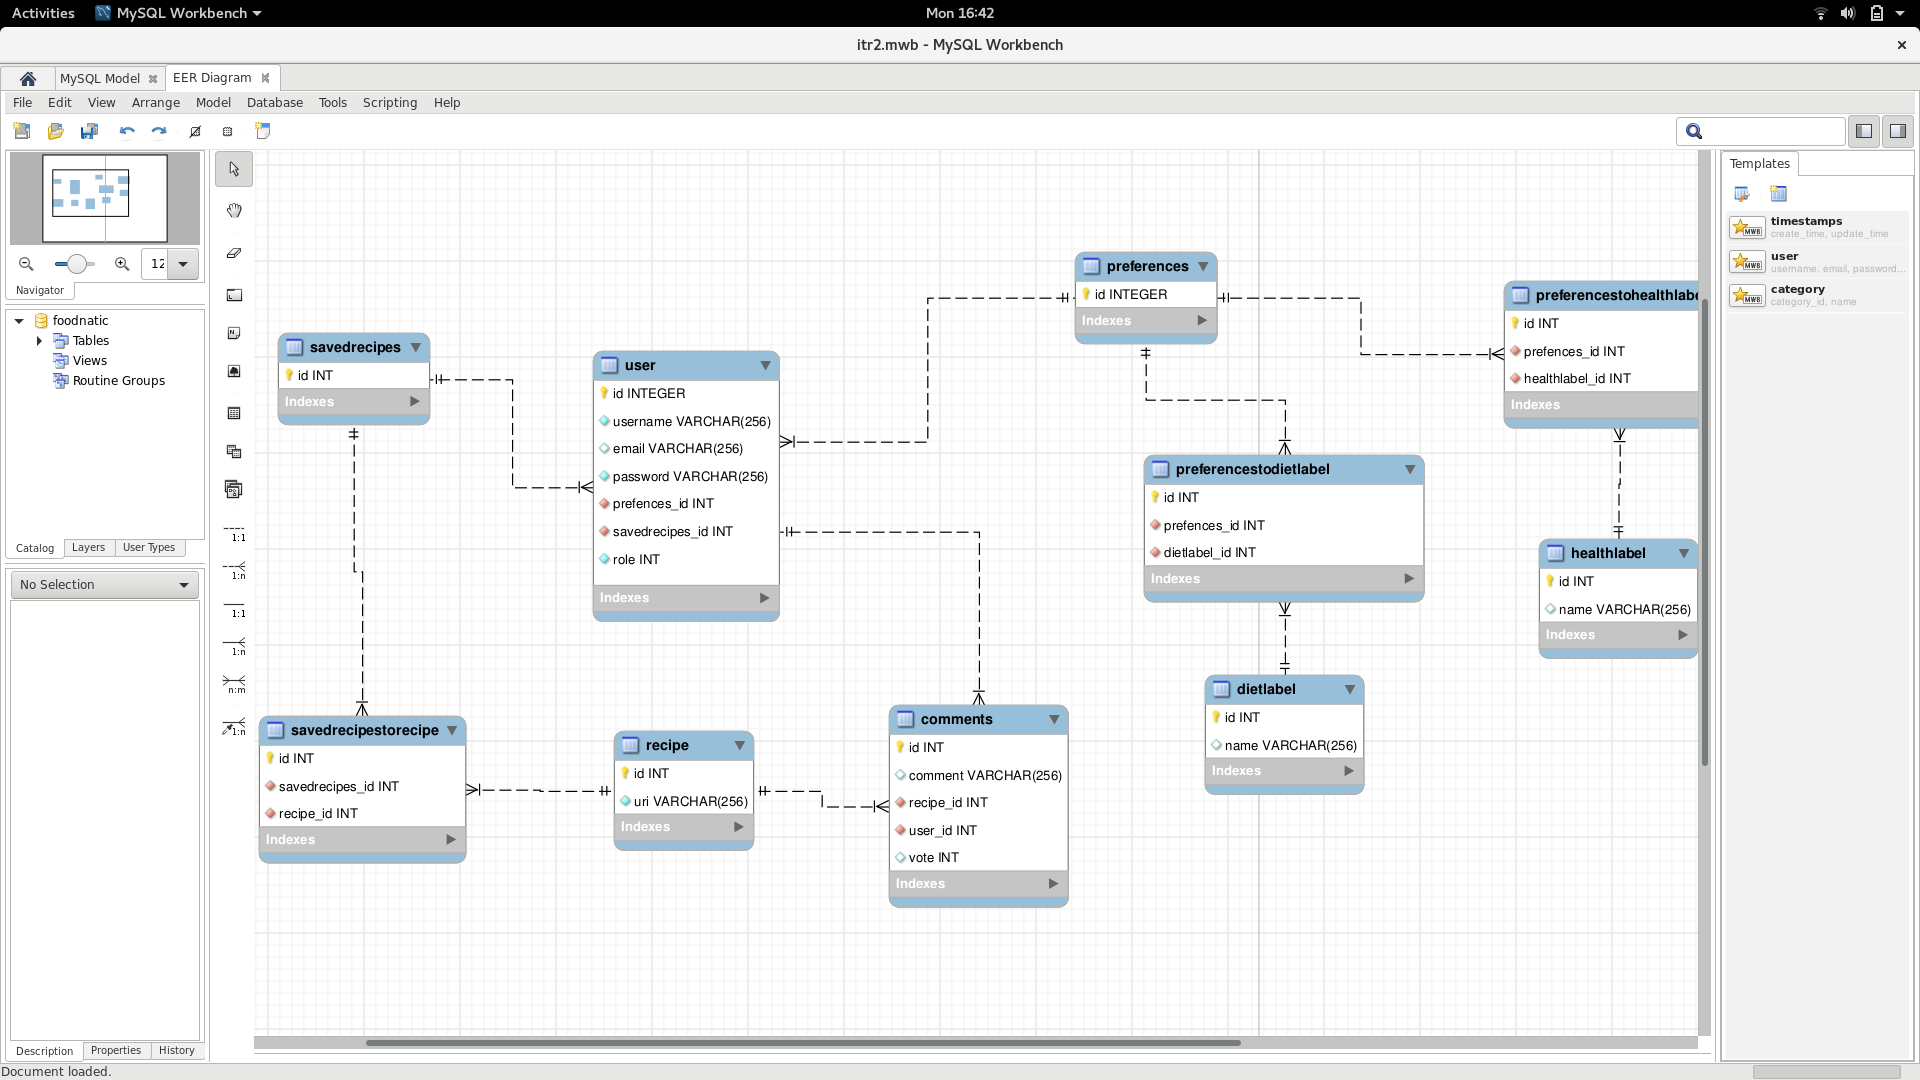 Activities
MySQL Workbench
Mon 16:42
itr2.mwb - MySQL Workbench
MySQL Model
EER Diagram
File Edit View Arrange Model Database Tools Scripting Help
12
Navigator
foodnatic
Tables
Views
Routine Groups
Catalog Layers User Types
No Selection
Description Properties History
Document loaded.
1:1
1:n
1:1
1:n
n:m
1:n
savedrecipes
id INT
Indexes
user
id INTEGER
username VARCHAR(256)
email VARCHAR(256)
password VARCHAR(256)
prefences_id INT
savedrecipes_id INT
role INT
Indexes
preferences
id INTEGER
Indexes
preferencestohealthlabe
id INT
prefences_id INT
healthlabel_id INT
Indexes
preferencestodietlabel
id INT
prefences_id INT
dietlabel_id INT
Indexes
healthlabel
id INT
name VARCHAR(256)
Indexes
dietlabel
id INT
name VARCHAR(256)
Indexes
savedrecipestorecipe
id INT
savedrecipes_id INT
recipe_id INT
Indexes
recipe
id INT
uri VARCHAR(256)
Indexes
comments
id INT
comment VARCHAR(256)
recipe_id INT
user_id INT
vote INT
Indexes
Templates
MWB
timestamps
create_time, update_time
MWB
user
username, email, password...
MWB
category
category_id, name